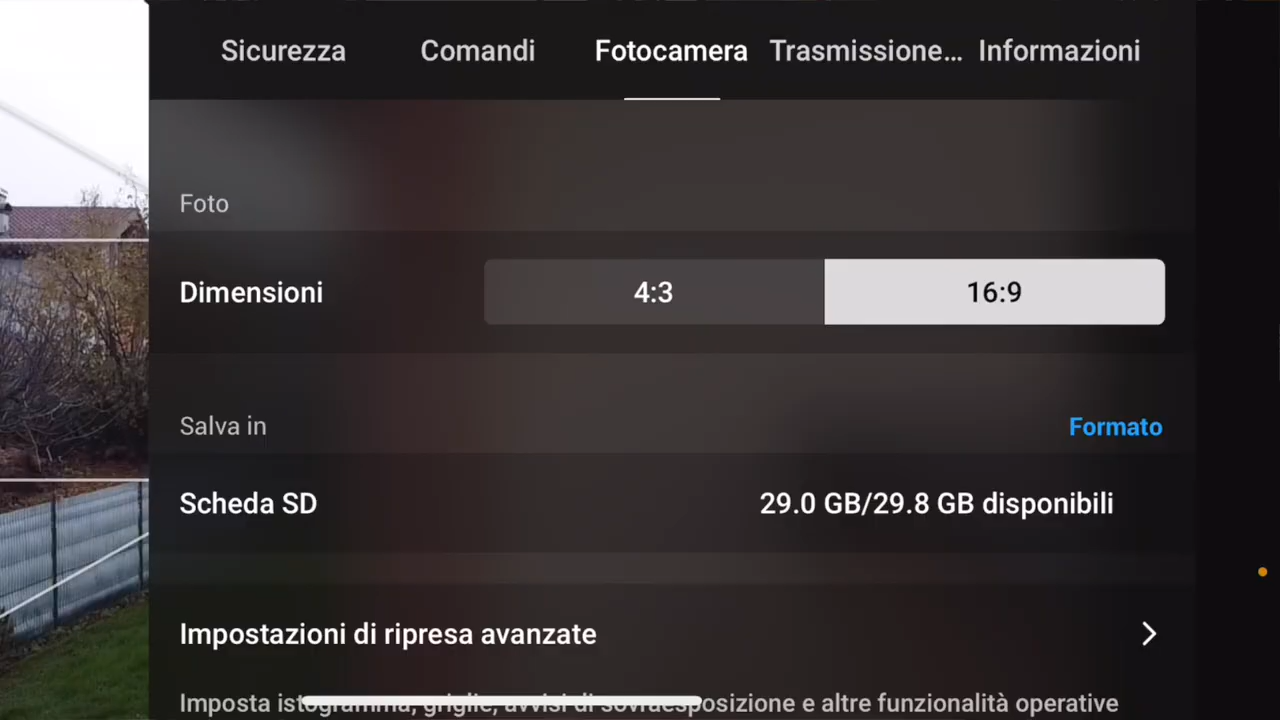 Sicurezza Comandi Fotocamera Trasmissione... Informazioni
Foto
Dimensioni 4:3 16:9
Salva in Formato
Scheda SD 29.0 GB/29.8 GB disponibili
Impostazioni di ripresa avanzate
Imposta istogramma, griglie, avvisi di sovraesposizione e altre funzionalità operative